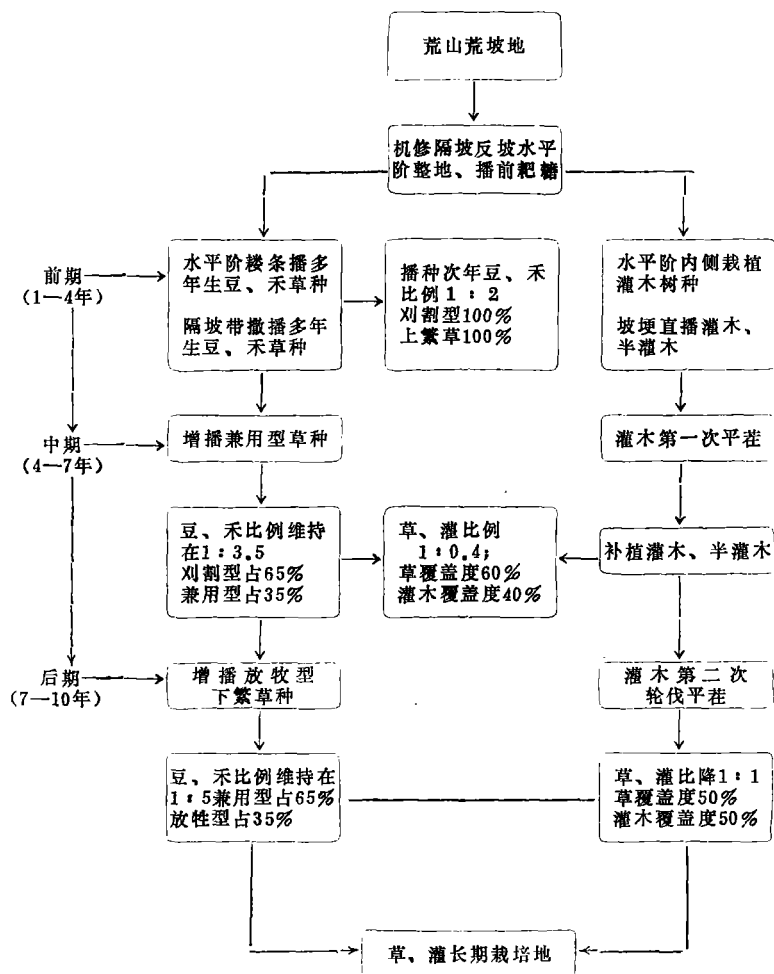 荒山荒坡地
机修隔坡反坡水平
阶整地、播前耙糖
前期
(1—4年)
水平阶耧条播多
年生豆、禾草种
隔坡带撒播多年
生豆、禾草种
播种次年豆、禾
比例1：2
刈割型100%
上繁草100%
水平阶内侧栽植
灌木树种
坡埂直播灌木、
半灌木
中期
(4—7年)
增播兼用型草种
灌木第一次平茬
豆、禾比例维持
在1：3.5
刈割型占65%
兼用型占35%
草、灌比例
1：0.4；
草覆盖度60%
灌木覆盖度40%
补植灌木、半灌木
后期
(7—10年)
增播放牧型
下繁草种
灌木第二次
轮伐平茬
豆、禾比例维持在
1：5兼用型占65%
放牲型占35%
草、灌比降1：1
草覆盖度50%
灌木覆盖度50%
草、灌长期栽培地